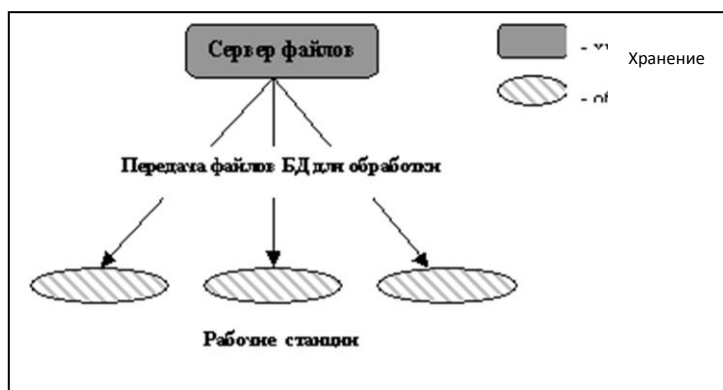 Сервер файлов
Хранение
Передача файлов БД для обработки
Рабочие станции